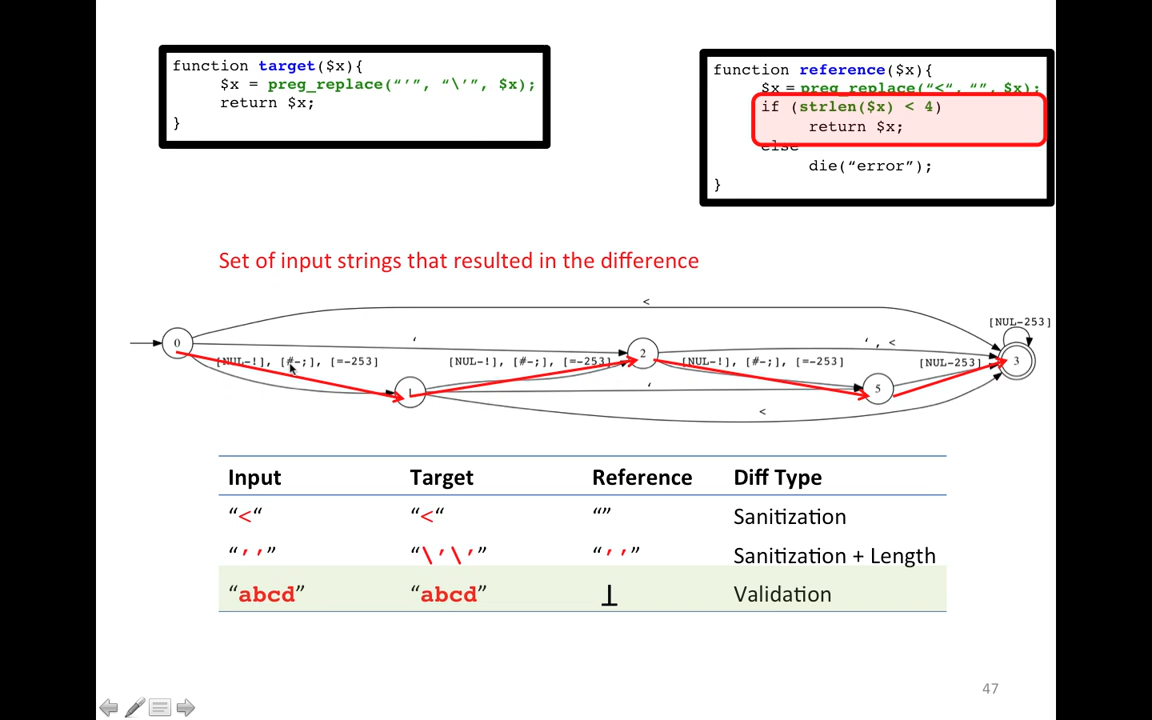 function target($x){
$x = preg_replace(“’”, “\’”, $x);
return $x;
}
function reference($x){
$x = preg_replace(“<“, “”, $x);
if (strlen($x) < 4)
return $x;
else
die(“error”);
}
Set of input strings that resulted in the difference
<
[NUL-253]
0
‘
2
‘ , <
3
[NUL-!], [#-;], [=-253]
[NUL-!], [#-;], [=-253]
[NUL-!], [#-;], [=-253]
[NUL-253]
1
‘
5
<
Input Target Reference Diff Type
“<“ “<“ “” Sanitization
“’’” “\’\’” “’’” Sanitization + Length
“abcd” “abcd” ⊥ Validation
47